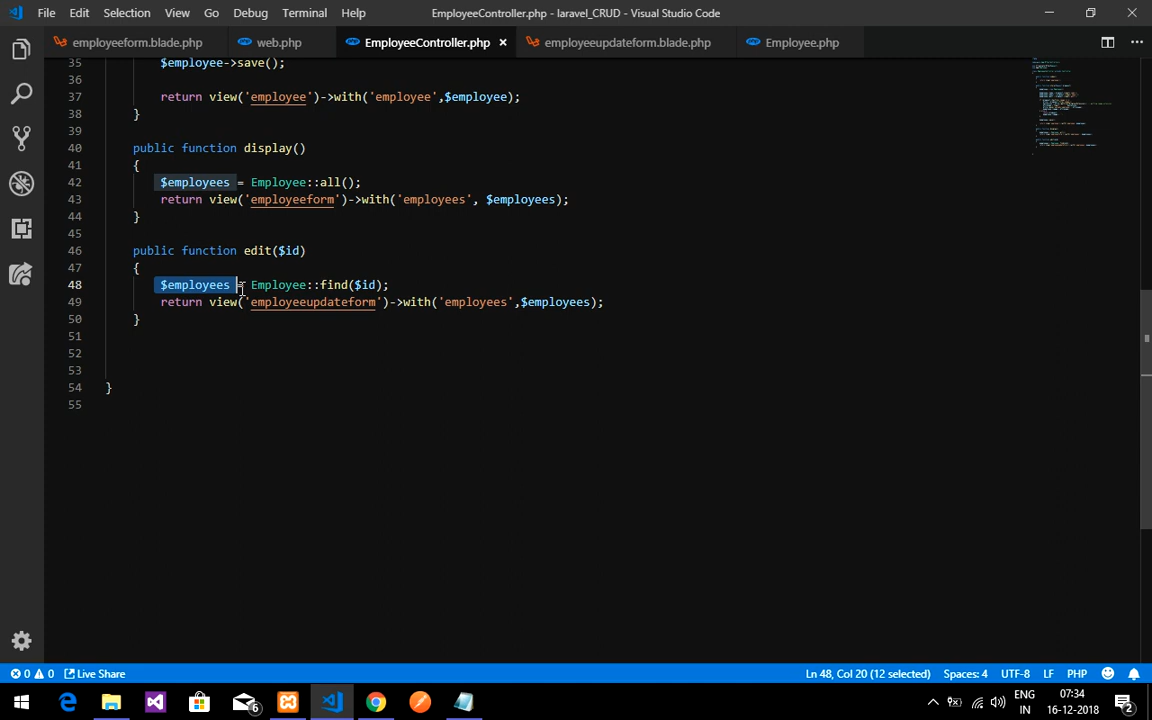 File Edit Selection View Go Debug Terminal Help EmployeeController.php - laravel_CRUD - Visual Studio Code
employeeform.blade.php web.php EmployeeController.php employeeupdateform.blade.php Employee.php
35 $employee->save();
36
37 return view('employee')->with('employee',$employee);
38 }
39
40 public function display()
41 {
42 $employees = Employee::all();
43 return view('employeeform')->with('employees', $employees);
44 }
45
46 public function edit($id)
47 {
48 $employees = Employee::find($id);
49 return view('employeeupdateform')->with('employees',$employees);
50 }
51
52
53
54 }
55
0 0 Live Share Ln 48, Col 20 (12 selected) Spaces: 4 UTF-8 LF PHP
6 ENG 07:34
IN 16-12-2018 2